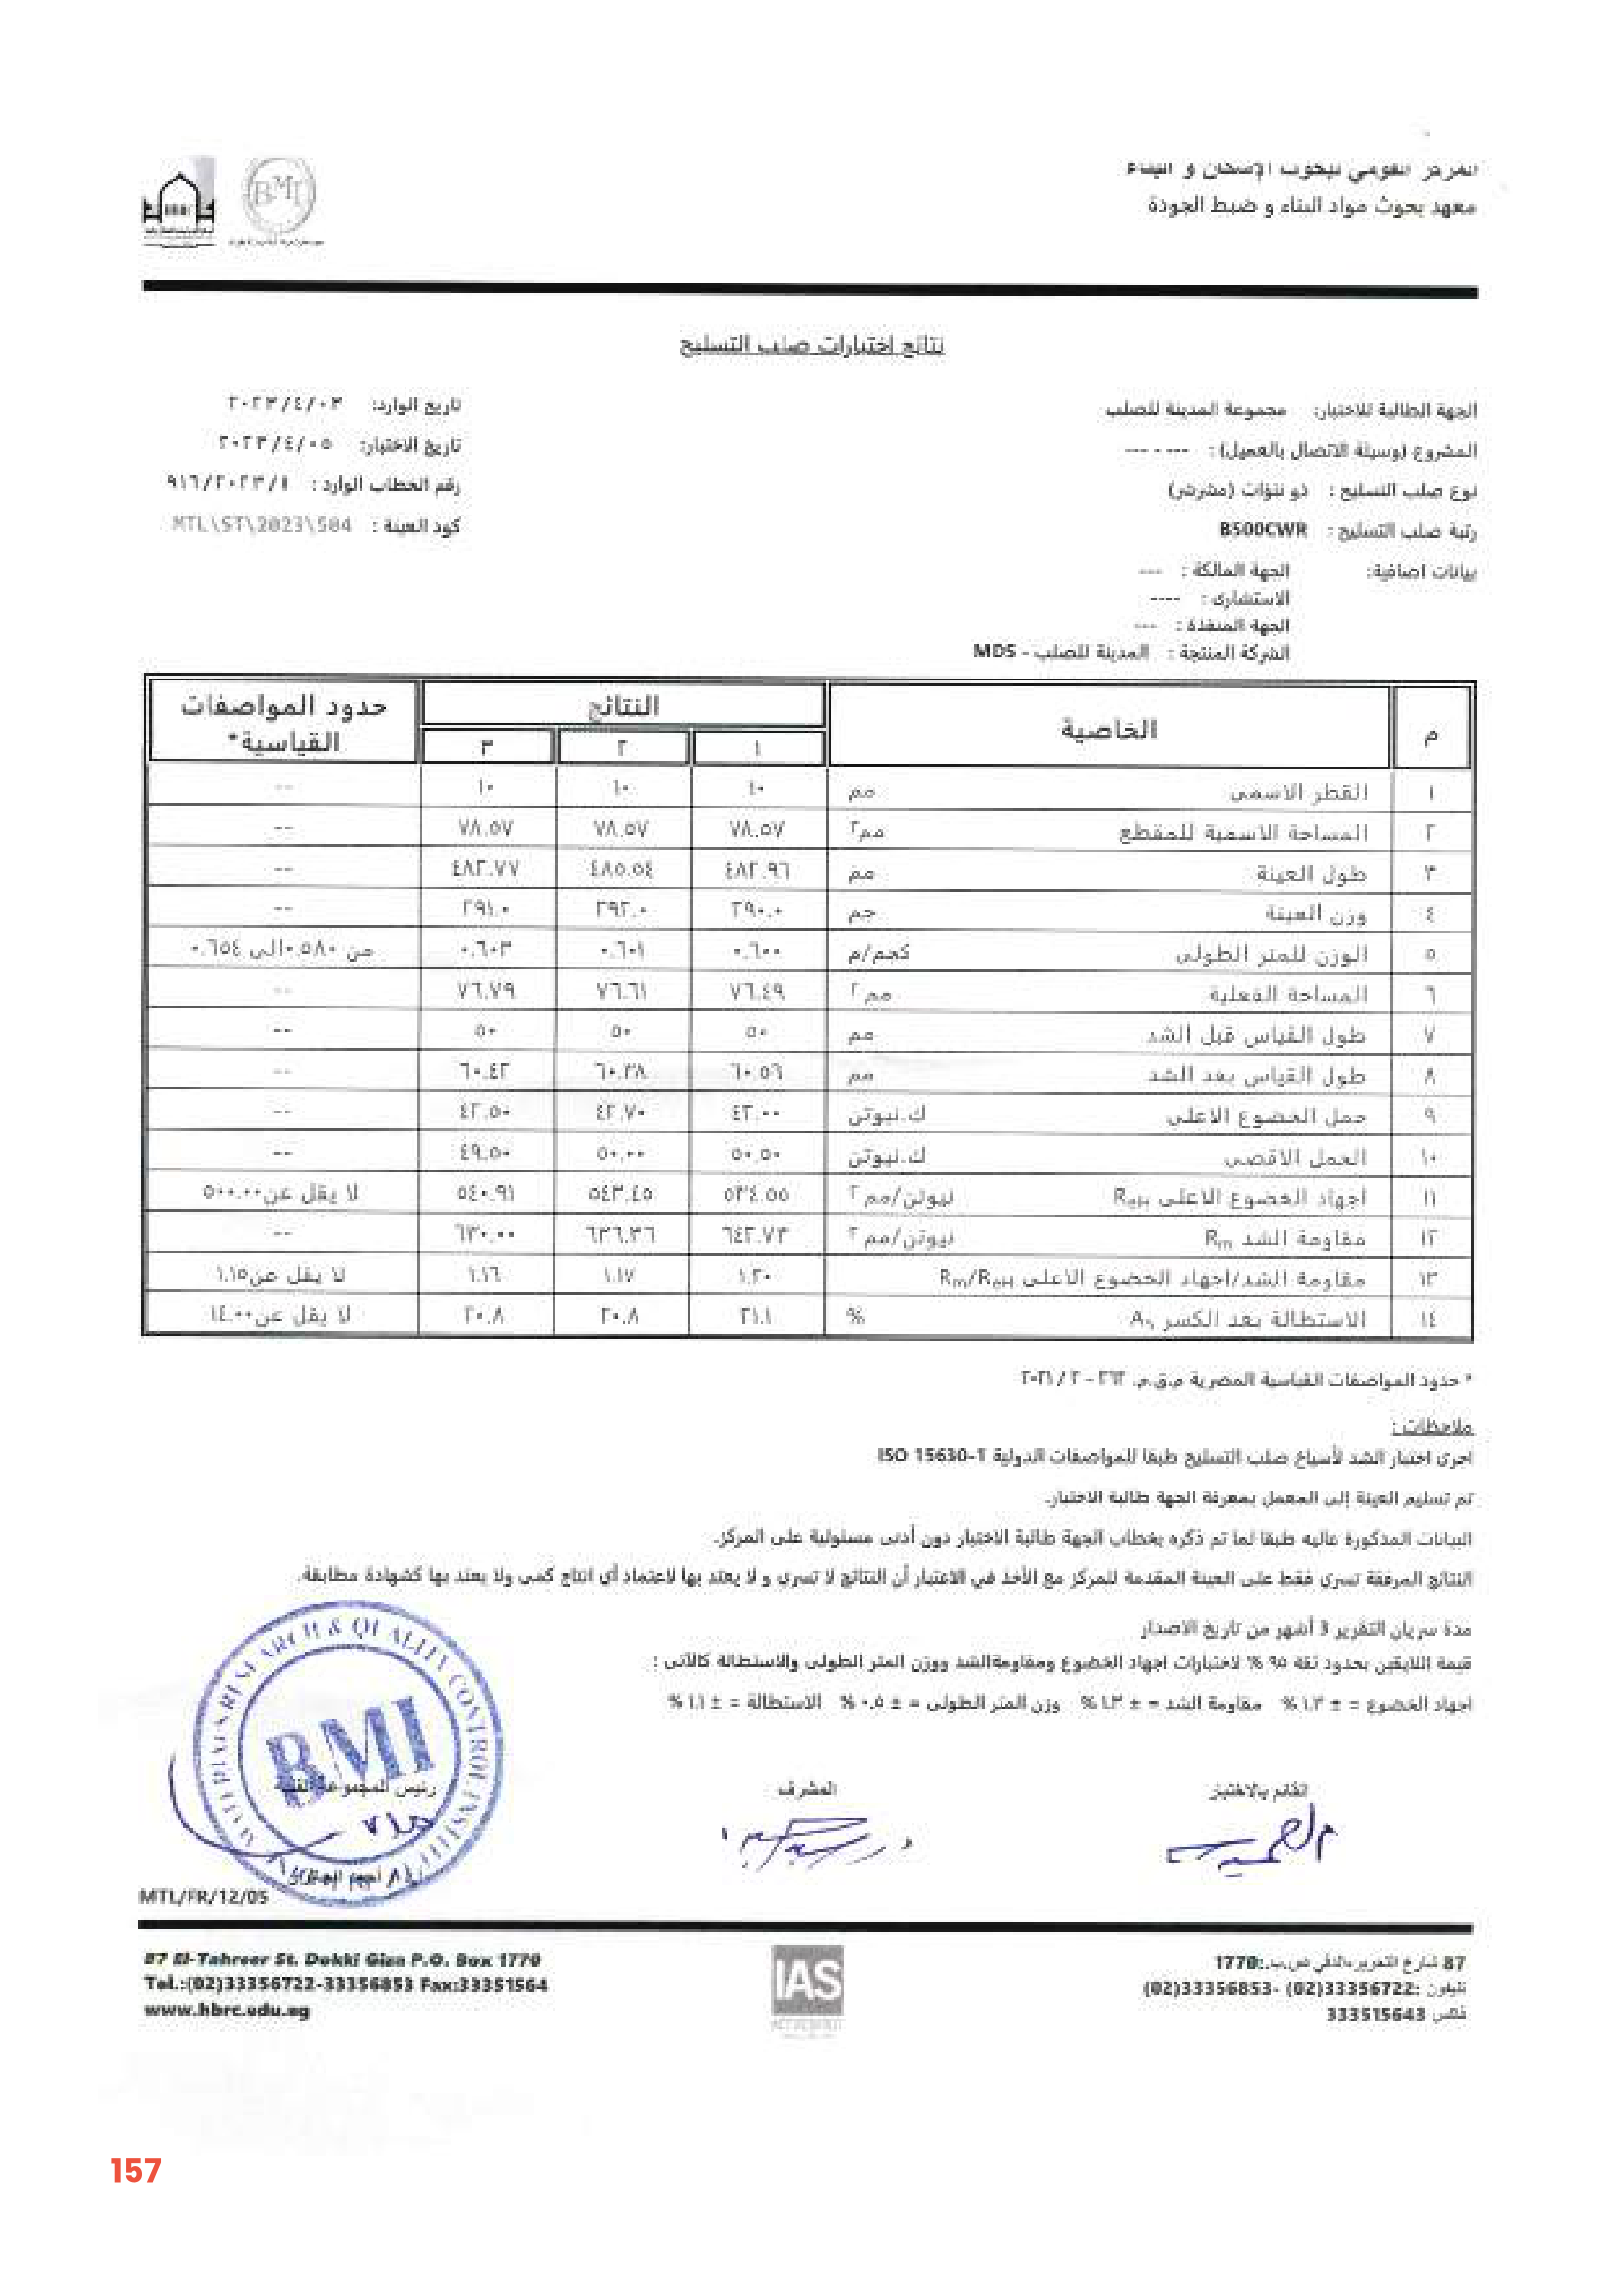 المركز القومي لبحوث الإسكان و البناء
معهد بحوث مواد البناء و ضبط الجودة
BMI
نتائج اختبارات صلب التسليح
الجهة الطالبة للاختبار: مجموعة المدينة للصلب
تاريخ الوارد: ٢٠٢٣/٤/٠٣
المشروع (وسيلة الاتصال بالعميل) : --- - ---
تاريخ الاختبار: ٢٠٢٣/٤/٠٥
نوع صلب التسليح : ذو نتؤات (مشرشر)
رقم الخطاب الوارد : ٩١٦/٢٠٢٣/٤
رتبة صلب التسليح : B500CWR
كود العينة : MTL\ST\2023\504
بيانات اضافية: الجهة المالكة : ---
الاستشارى : ----
الجهة المنفذة : ---
الشركة المنتجة : المدينة للصلب - MDS
م الخاصية النتائج حدود المواصفات القياسية*
١ ٢ ٣
١ القطر الاسمى مم ١٠ ١٠ ١٠ --
٢ المساحة الاسمية للمقطع مم٢ ٧٨.٥٧ ٧٨.٥٧ ٧٨.٥٧ --
٣ طول العينة مم ٤٨٢.٩٦ ٤٨٥.٥٤ ٤٨٢.٧٧ --
٤ وزن العينة جم ٢٩٠.٠ ٢٩٢.٠ ٢٩١.٠ --
٥ الوزن للمتر الطولى كجم/م ٠.٦٠٠ ٠.٦٠١ ٠.٦٠٣ من ٠.٥٨٠ الى ٠.٦٥٤
٦ المساحة الفعلية مم٢ ٧٦.٤٩ ٧٦.٦١ ٧٦.٧٩ --
٧ طول القياس قبل الشد مم ٥٠ ٥٠ ٥٠ --
٨ طول القياس بعد الشد مم ٦٠.٥٦ ٦٠.٣٨ ٦٠.٤٢ --
٩ حمل الخضوع الاعلى ك.نيوتن ٤٢.٠٠ ٤٢.٧٠ ٤٢.٥٠ --
١٠ الحمل الاقصى ك.نيوتن ٥٠.٥٠ ٥٠.٠٠ ٤٩.٥٠ --
١١ اجهاد الخضوع الاعلى ReH نيوتن/مم٢ ٥٣٤.٥٥ ٥٤٣.٤٥ ٥٤٠.٩١ لا يقل عن ٥٠٠.٠٠
١٢ مقاومة الشد Rm نيوتن/مم٢ ٦٤٢.٧٣ ٦٣٦.٣٦ ٦٣٠.٠٠ --
١٣ مقاومة الشد/اجهاد الخضوع الاعلى Rm/ReH ١.٢٠ ١.١٧ ١.١٦ لا يقل عن ١.١٥
١٤ الاستطالة بعد الكسر A٥ % ٢١.١ ٢٠.٨ ٢٠.٨ لا يقل عن ١٤.٠٠
* حدود المواصفات القياسية المصرية م.ق.م. ٢٦٢ - ٢ / ٢٠٢١
ملاحظات :
اجرى اختبار الشد لأسياخ صلب التسليح طبقا للمواصفات الدولية ISO 15630-1
تم تسليم العينة إلى المعمل بمعرفة الجهة طالبة الاختبار.
البيانات المذكورة عاليه طبقا لما تم ذكره بخطاب الجهة طالبة الاختبار دون أدنى مسئولية على المركز.
النتائج المرفقة تسرى فقط على العينة المقدمة للمركز مع الأخذ في الاعتبار أن النتائج لا تسرى و لا يعتد بها لاعتماد أي انتاج كمى ولا يعتد بها كشهادة مطابقة.
مدة سريان التقرير 3 أشهر من تاريخ الاصدار
قيمة اللايقين بحدود ثقة ٩٥ % لاختبارات اجهاد الخضوع ومقاومة الشد ووزن المتر الطولى والاستطالة كالآتى :
اجهاد الخضوع = ± ١.٣ % مقاومة الشد = ± ١.٣ % وزن المتر الطولى = ± ٠.٥ % الاستطالة = ± ١.١ %
القائم بالاختبار
المشرف
رئيس المجموعة الفنية
QUALITY CONTROL
BMI
MTL/FR/12/05
87 El-Tahreer St. Dokki Giza P.O. Box 1770
Tel.:(02)33356722-33356853 Fax:33351564
www.hbrc.edu.eg
IAS
ACCREDITED
87 شارع التحرير بالدقي ص.ب.:1770
تليفون :33356722(02) -33356853(02)
فاكس 333515643
157